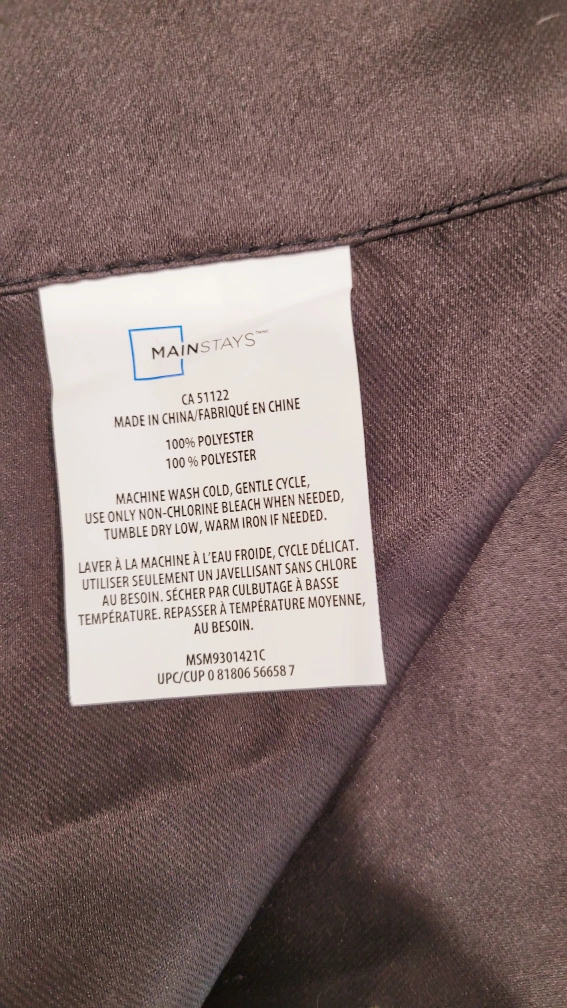 MAINSTAYS
CA 51122
MADE IN CHINA/FABRIQUÉ EN CHINE
100% POLYESTER
100 % POLYESTER
MACHINE WASH COLD, GENTLE CYCLE,
USE ONLY NON-CHLORINE BLEACH WHEN NEEDED,
TUMBLE DRY LOW, WARM IRON IF NEEDED.
LAVER À LA MACHINE À L'EAU FROIDE, CYCLE DÉLICAT.
UTILISER SEULEMENT UN JAVELLISANT SANS CHLORE
AU BESOIN. SÉCHER PAR CULBUTAGE À BASSE
TEMPÉRATURE. REPASSER À TEMPÉRATURE MOYENNE,
AU BESOIN.
MSM9301421C
UPC/CUP 0 81806 56658 7